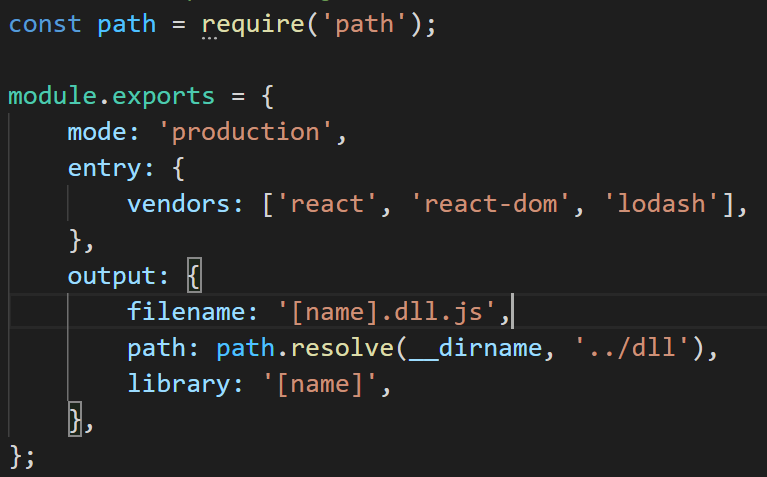 const path = require('path');
module.exports = {
    mode: 'production',
    entry: {
        vendors: ['react', 'react-dom', 'lodash'],
    },
    output: {
        filename: '[name].dll.js',
        path: path.resolve(__dirname, '../dll'),
        library: '[name]',
    },
};